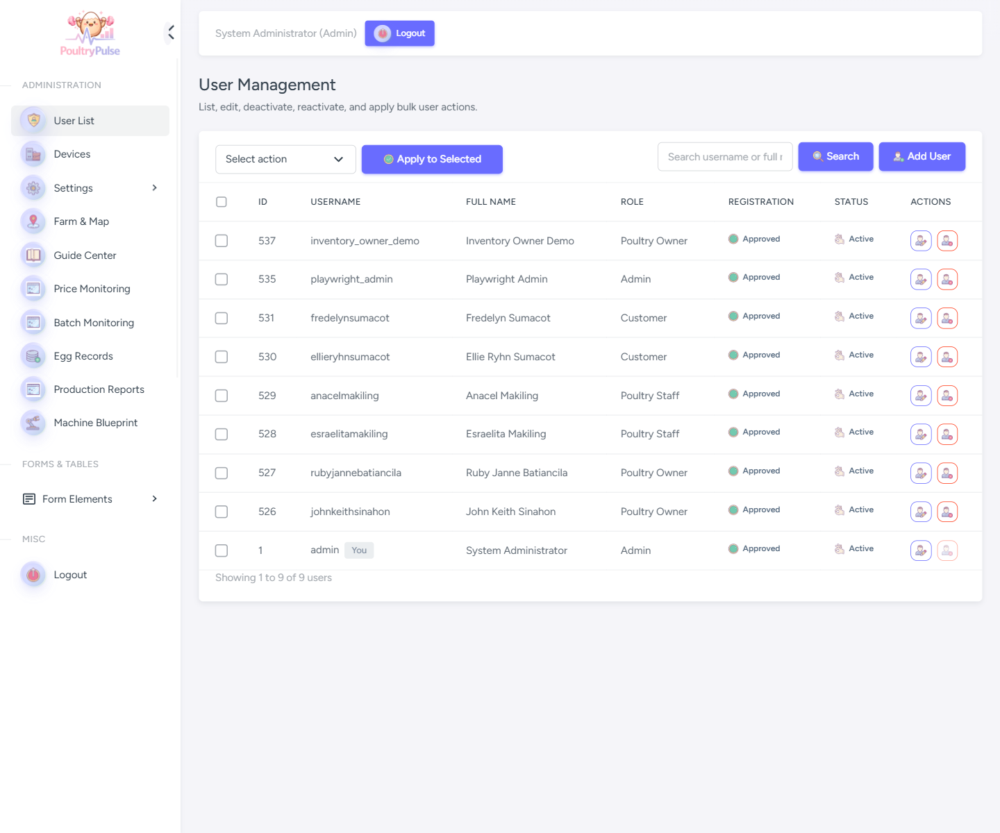 PoultryPulse
ADMINISTRATION
User List
Devices
Settings
Farm & Map
Guide Center
Price Monitoring
Batch Monitoring
Egg Records
Production Reports
Machine Blueprint
FORMS & TABLES
Form Elements
MISC
Logout
System Administrator (Admin) Logout
User Management
List, edit, deactivate, reactivate, and apply bulk user actions.
Select action Apply to Selected Search username or full r Search Add User
ID USERNAME FULL NAME ROLE REGISTRATION STATUS ACTIONS
537 inventory_owner_demo Inventory Owner Demo Poultry Owner Approved Active
535 playwright_admin Playwright Admin Admin Approved Active
531 fredelynsumacot Fredelyn Sumacot Customer Approved Active
530 ellieryhnsumacot Ellie Ryhn Sumacot Customer Approved Active
529 anacelmakiling Anacel Makiling Poultry Staff Approved Active
528 esraelitamakiling Esraelita Makiling Poultry Staff Approved Active
527 rubyjannebatiancila Ruby Janne Batiancila Poultry Owner Approved Active
526 johnkeithsinahon John Keith Sinahon Poultry Owner Approved Active
1 admin You System Administrator Admin Approved Active
Showing 1 to 9 of 9 users